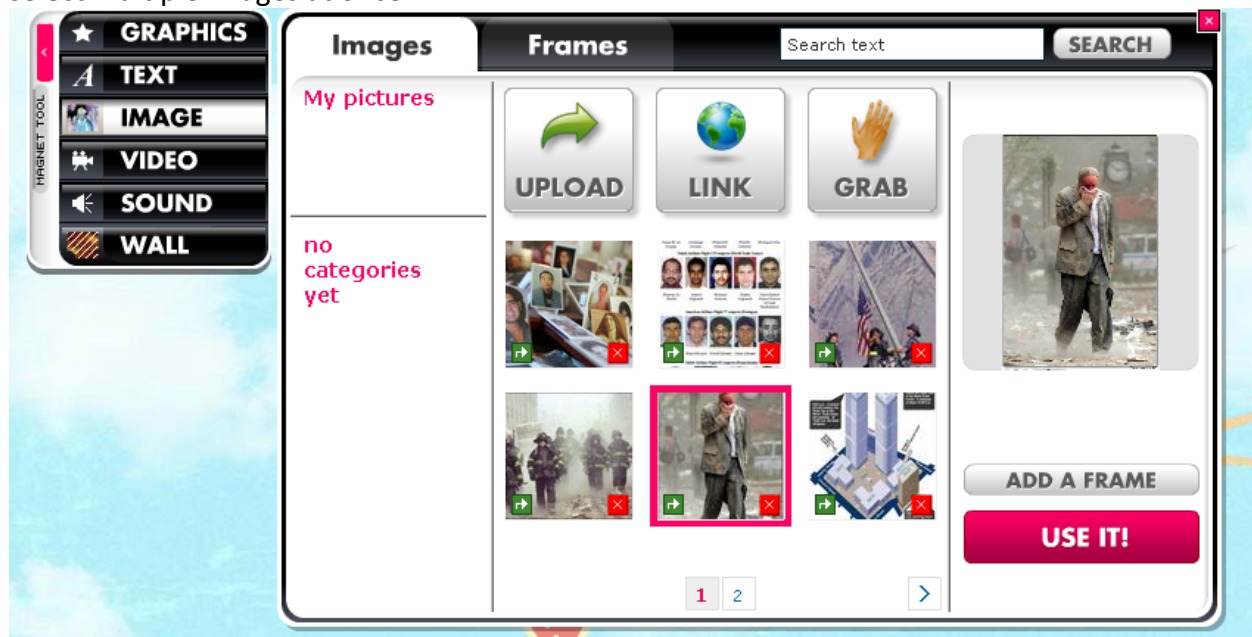 GRAPHICS
TEXT
IMAGE
VIDEO
SOUND
WALL
MAGNET TOOL
<
Images
Frames
Search text
SEARCH
My pictures
no
categories
yet
UPLOAD
LINK
GRAB
ADD A FRAME
USE IT!
1 2 >